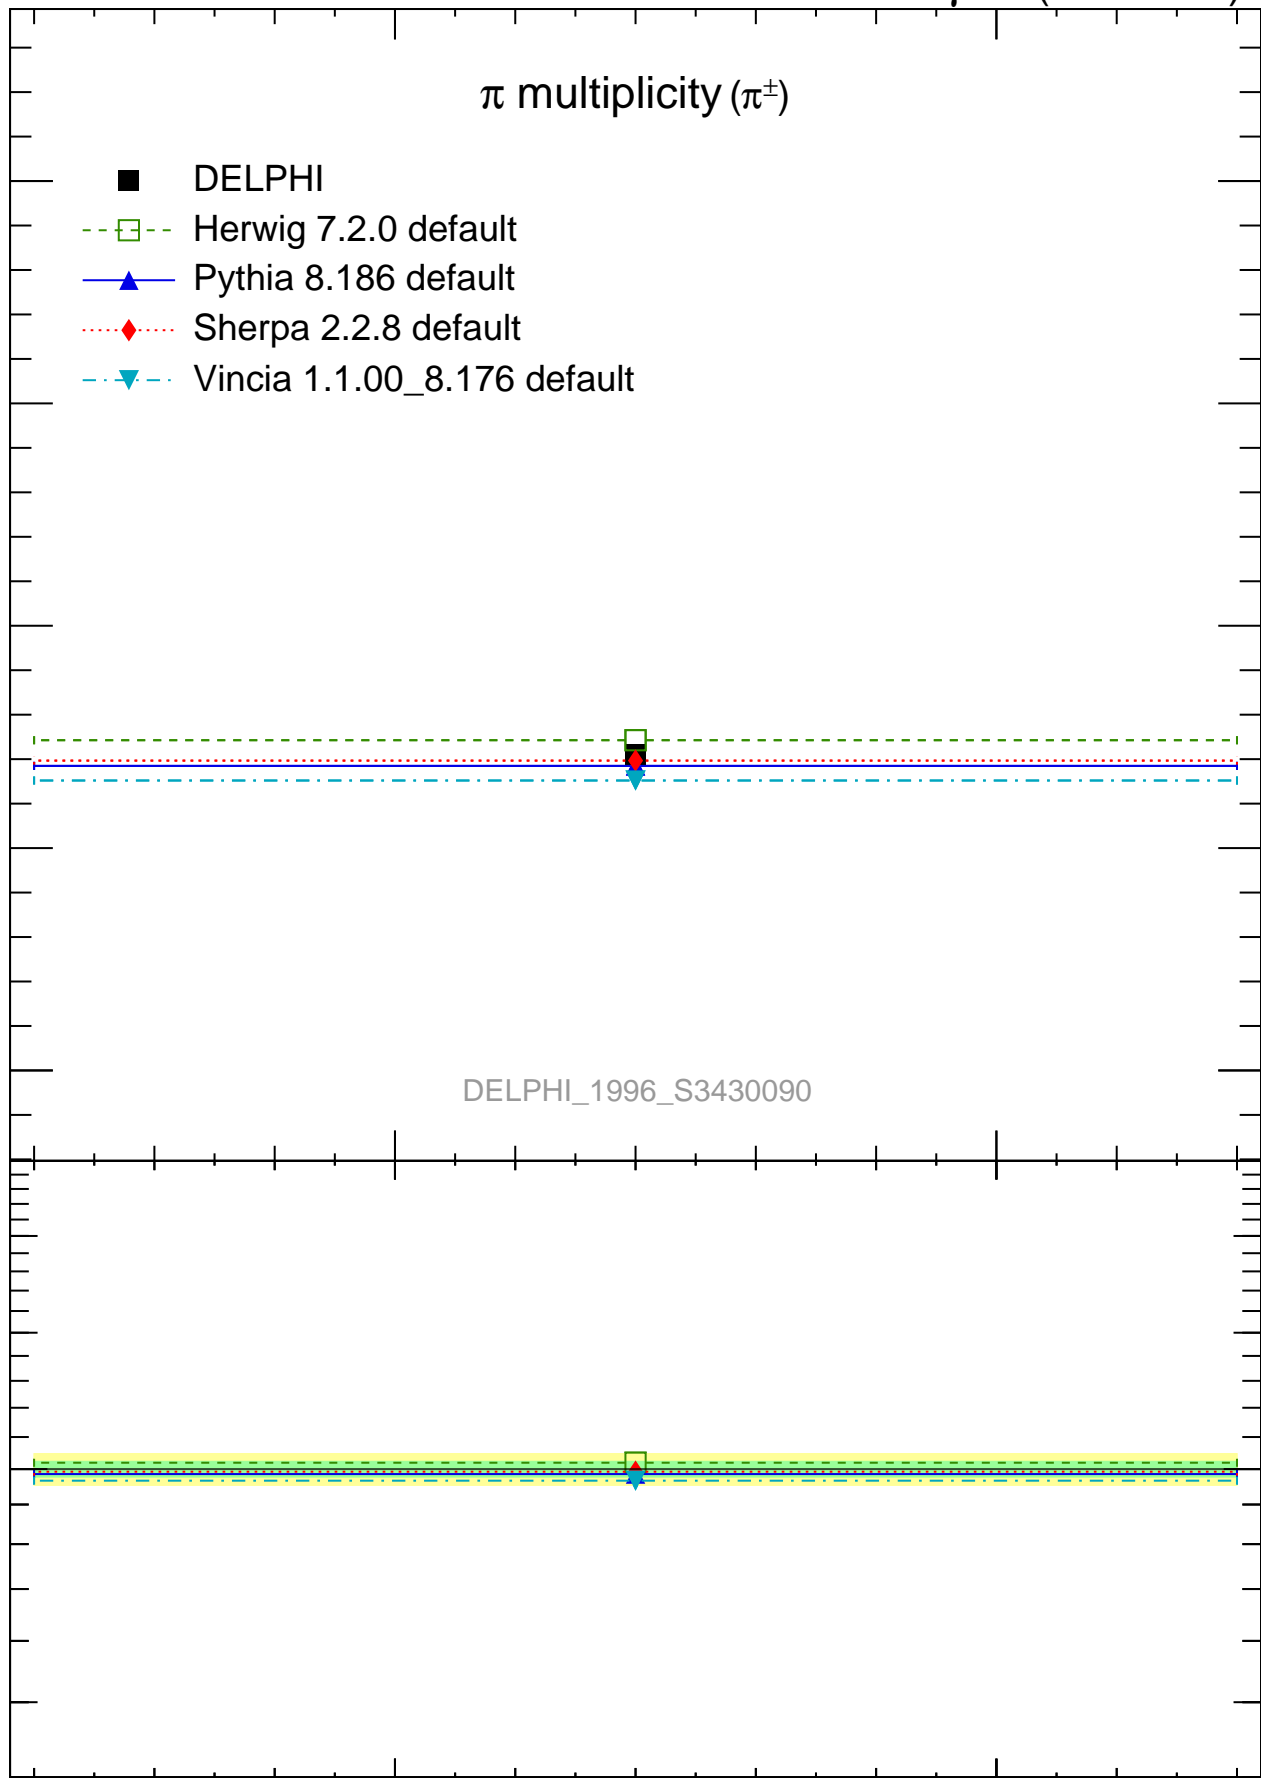 π multiplicity (π±)
DELPHI
Herwig 7.2.0 default
Pythia 8.186 default
Sherpa 2.2.8 default
Vincia 1.1.00_8.176 default
DELPHI_1996_S3430090